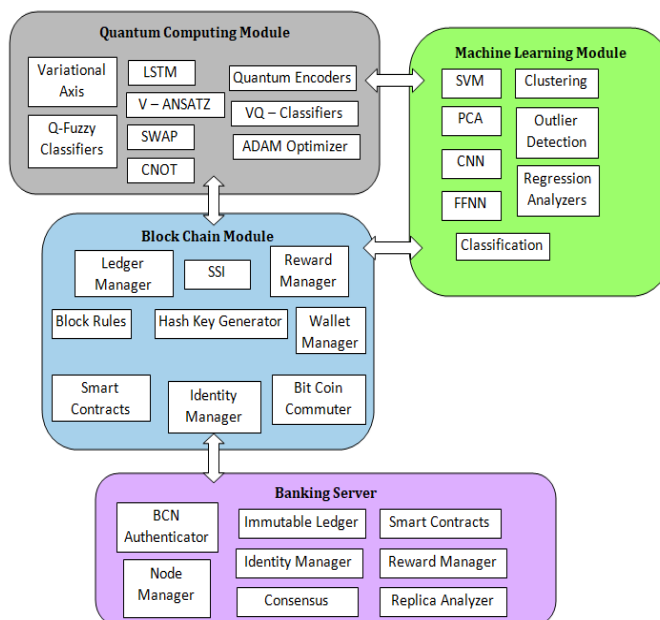 Quantum Computing Module
Variational
Axis
LSTM
Quantum Encoders
V – ANSATZ
VQ – Classifiers
Q-Fuzzy
Classifiers
SWAP
ADAM Optimizer
CNOT
Machine Learning Module
SVM
Clustering
PCA
Outlier
Detection
CNN
Regression
Analyzers
FFNN
Classification
Block Chain Module
Ledger
Manager
SSI
Reward
Manager
Block Rules
Hash Key Generator
Wallet
Manager
Smart
Contracts
Identity
Manager
Bit Coin
Commuter
Banking Server
BCN
Authenticator
Immutable Ledger
Smart Contracts
Node
Manager
Identity Manager
Reward Manager
Consensus
Replica Analyzer